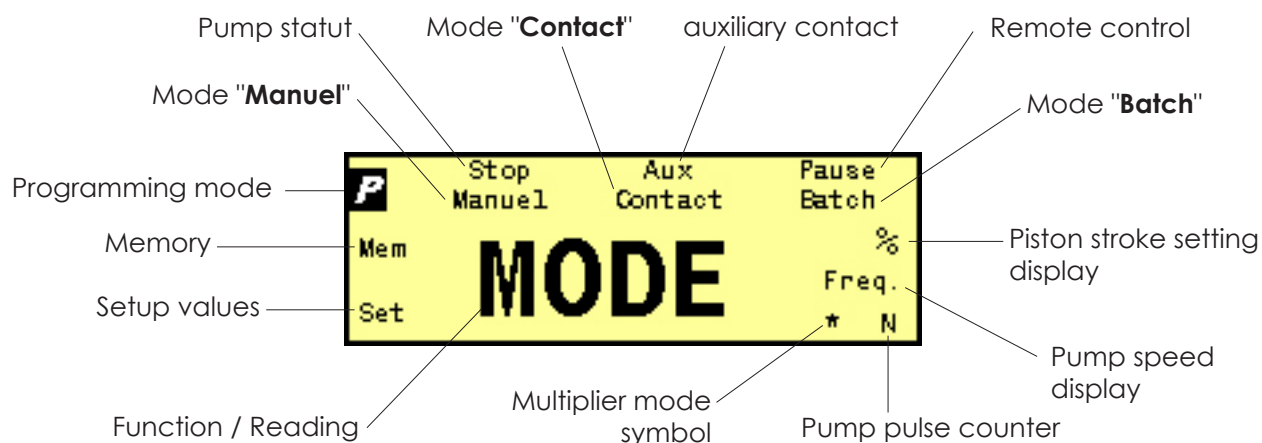 Pump statut
Mode "Contact"
auxiliary contact
Remote control
Mode "Manuel"
Mode "Batch"
Stop
Aux
Pause
Programming mode
P
Manuel
Contact
Batch
Memory
Mem
MODE
%
Piston stroke setting
display
Freq.
Setup values
Set
*
N
Pump speed
display
Function / Reading
Multiplier mode
symbol
Pump pulse counter